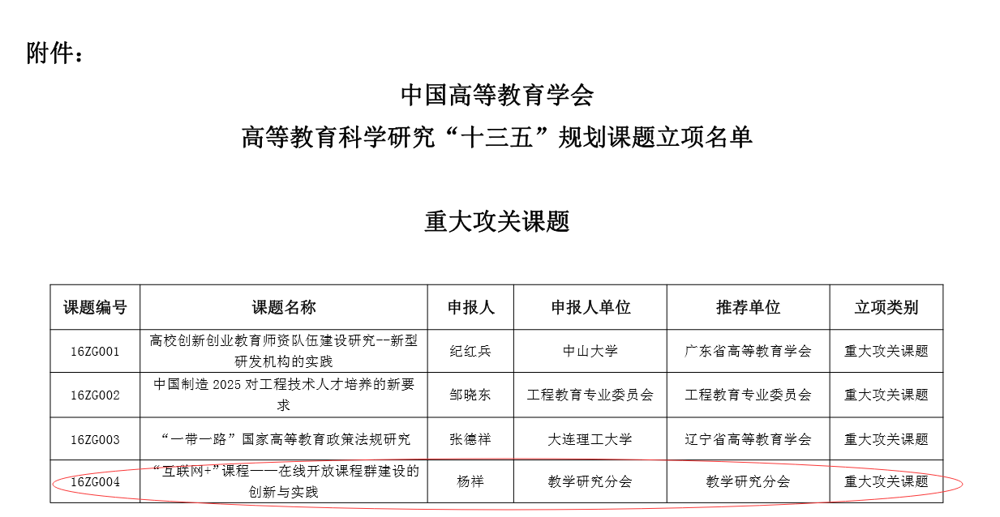 附件：
中国高等教育学会
高等教育科学研究“十三五”规划课题立项名单
重大攻关课题
课题编号 课题名称 申报人 申报人单位 推荐单位 立项类别
16ZG001 高校创新创业教育师资队伍建设研究--新型 纪红兵 中山大学 广东省高等教育学会 重大攻关课题
研发机构的实践
16ZG002 中国制造 2025 对工程技术人才培养的新要 邹晓东 工程教育专业委员会 工程教育专业委员会 重大攻关课题
求
16ZG003 “一带一路”国家高等教育政策法规研究 张德祥 大连理工大学 辽宁省高等教育学会 重大攻关课题
16ZG004 “互联网+”课程——在线开放课程群建设的 杨祥 教学研究分会 教学研究分会 重大攻关课题
创新与实践